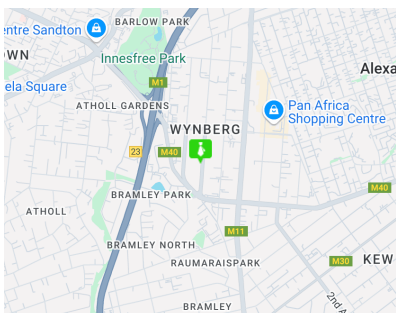 BARLOW PARK
entre Sandton
Innesfree Park
OWN
Alexa
M1
ela Square
ATHOLL GARDENS
Pan Africa
Shopping Centre
WYNBERG
23
M40
M40
BRAMLEY PARK
ATHOLL
M11
BRAMLEY NORTH
KEW
M30
RAUMARAISPARK
2nd A
BRAMLEY